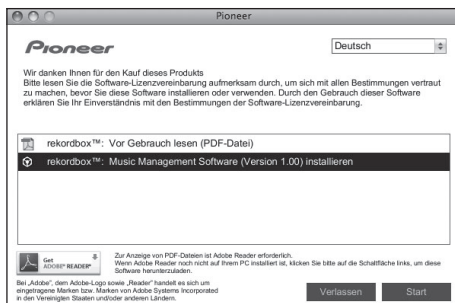 Pioneer
Pioneer
Deutsch
Wir danken Ihnen für den Kauf dieses Produkts
Bitte lesen Sie die Software-Lizenzvereinbarung aufmerksam durch, um sich mit allen Bestimmungen vertraut
zu machen, bevor Sie diese Software installieren oder verwenden. Durch den Gebrauch dieser Software
erklären Sie Ihr Einverständnis mit den Bestimmungen der Software-Lizenzvereinbarung.
rekordbox™: Vor Gebrauch lesen (PDF-Datei)
rekordbox™: Music Management Software (Version 1.00) installieren
Get
ADOBE® READER®
Zur Anzeige von PDF-Dateien ist Adobe Reader erforderlich.
Wenn Adobe Reader noch nicht auf Ihrem PC installiert ist, klicken Sie bitte auf die Schaltfläche links, um diese
Software herunterzuladen.
Bei „Adobe“, dem Adobe-Logo sowie „Reader“ handelt es sich um
eingetragene Marken bzw. Marken von Adobe Systems Incorporated
in den Vereinigten Staaten und/oder anderen Ländern.
Verlassen
Start